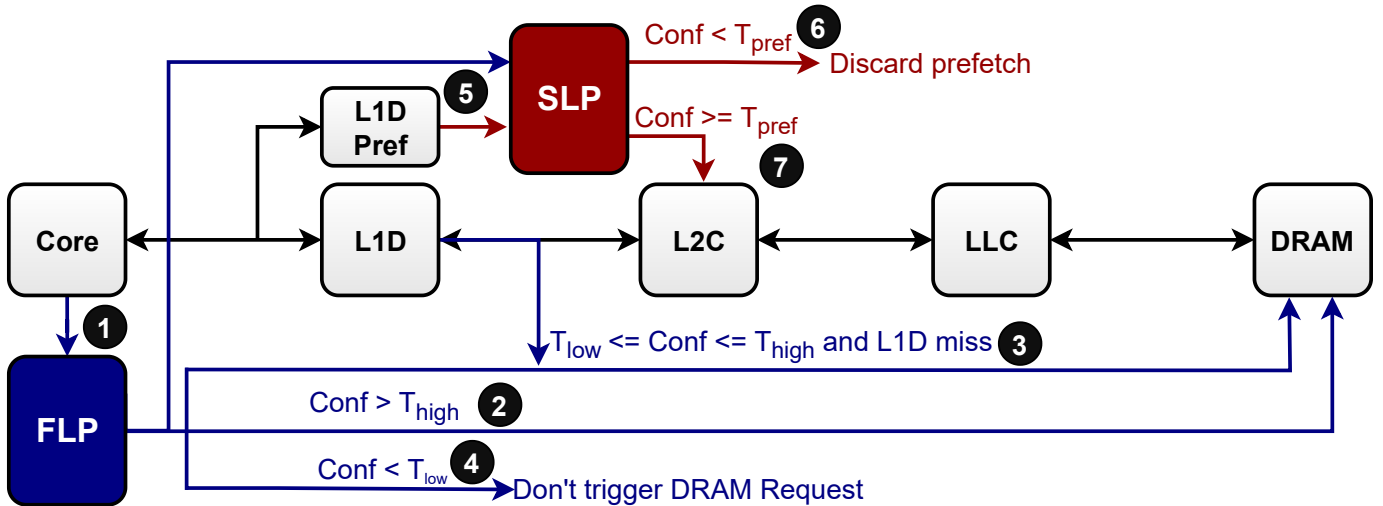 Conf < Tpref 6
Discard prefetch
SLP
5
L1D
Pref
Conf >= Tpref
7
Core
L1D
L2C
LLC
DRAM
1
Tlow <= Conf <= Thigh and L1D miss 3
FLP
Conf > Thigh 2
Conf < Tlow 4
Don't trigger DRAM Request